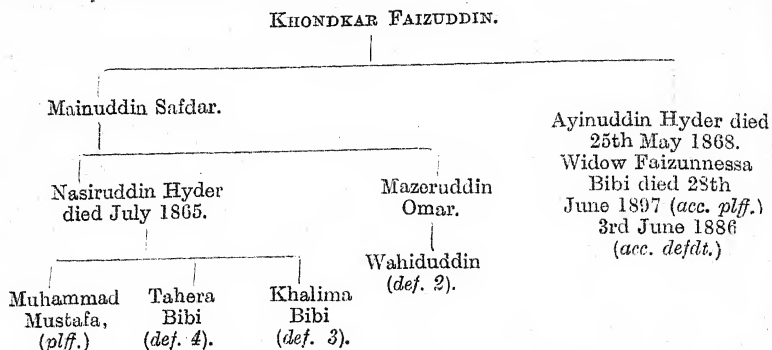 KHONDKAR FAIZUDDIN.
Mainuddin Safdar.
Ayinuddin Hyder died
25th May 1868.
Widow Faizunnessa
Bibi died 28th
June 1897 (acc. plff.)
3rd June 1886
(acc. defdt.)
Nasiruddin Hyder
died July 1865.
Mazeruddin
Omar.
Wahiduddin
(def. 2).
Muhammad
Mustafa,
(plff.)
Tahera
Bibi
(def. 4).
Khalima
Bibi
(def. 3).